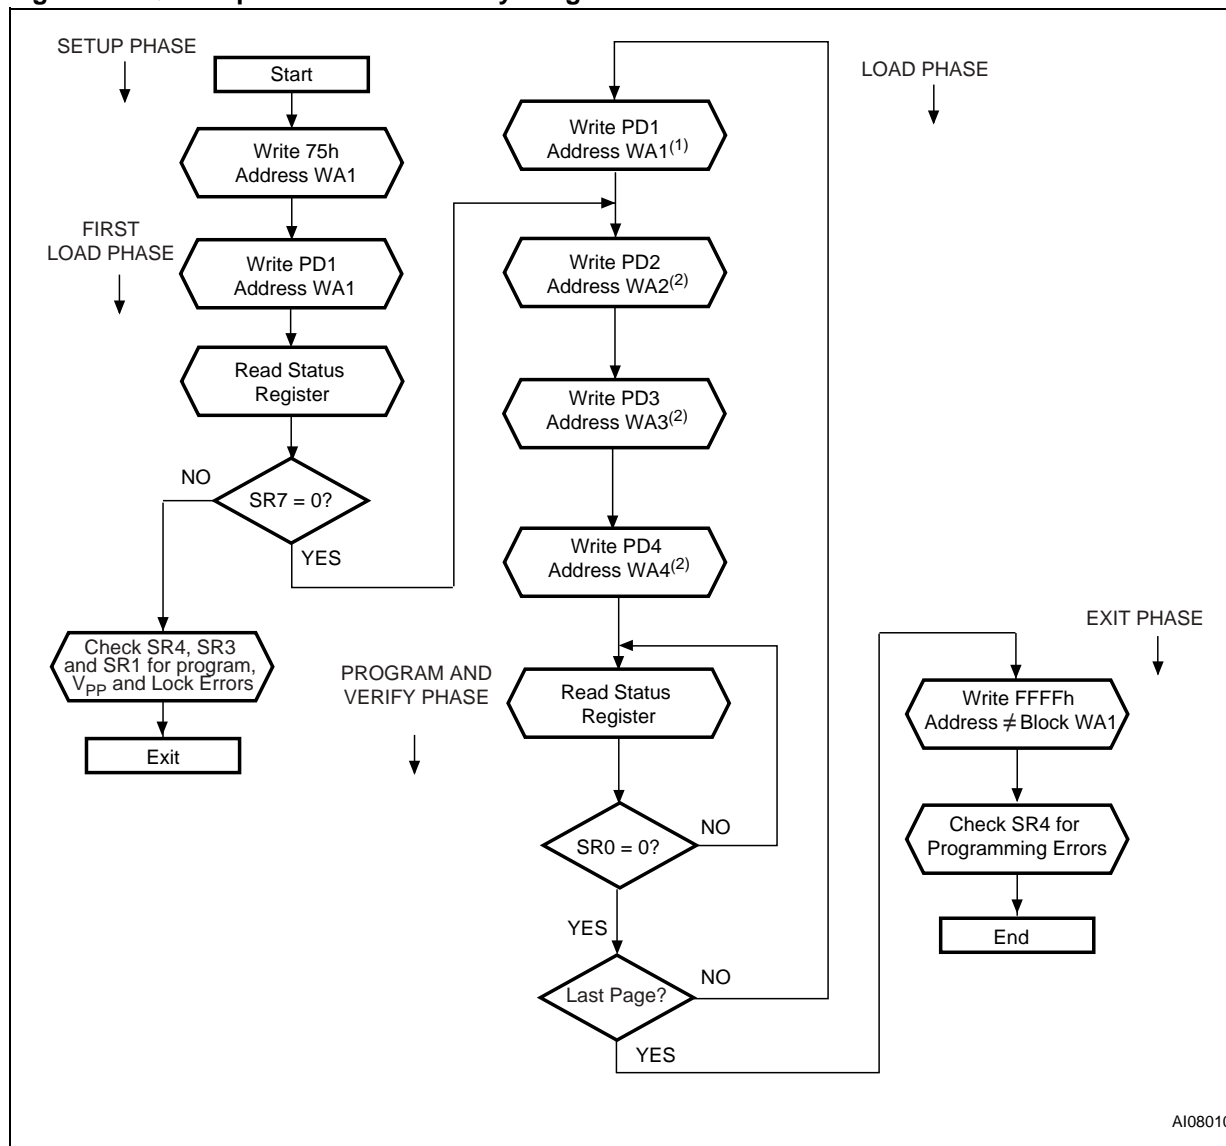 SETUP PHASE
Start
Write 75h
Address WA1
FIRST
LOAD PHASE
Write PD1
Address WA1
Read Status
Register
NO
SR7 = 0?
YES
Check SR4, SR3
and SR1 for program,
VPP and Lock Errors
Exit
LOAD PHASE
Write PD1
Address WA1(1)
Write PD2
Address WA2(2)
Write PD3
Address WA3(2)
Write PD4
Address WA4(2)
PROGRAM AND
VERIFY PHASE
Read Status
Register
NO
SR0 = 0?
YES
NO
Last Page?
YES
EXIT PHASE
Write FFFFh
Address ≠ Block WA1
Check SR4 for
Programming Errors
End
AI08010